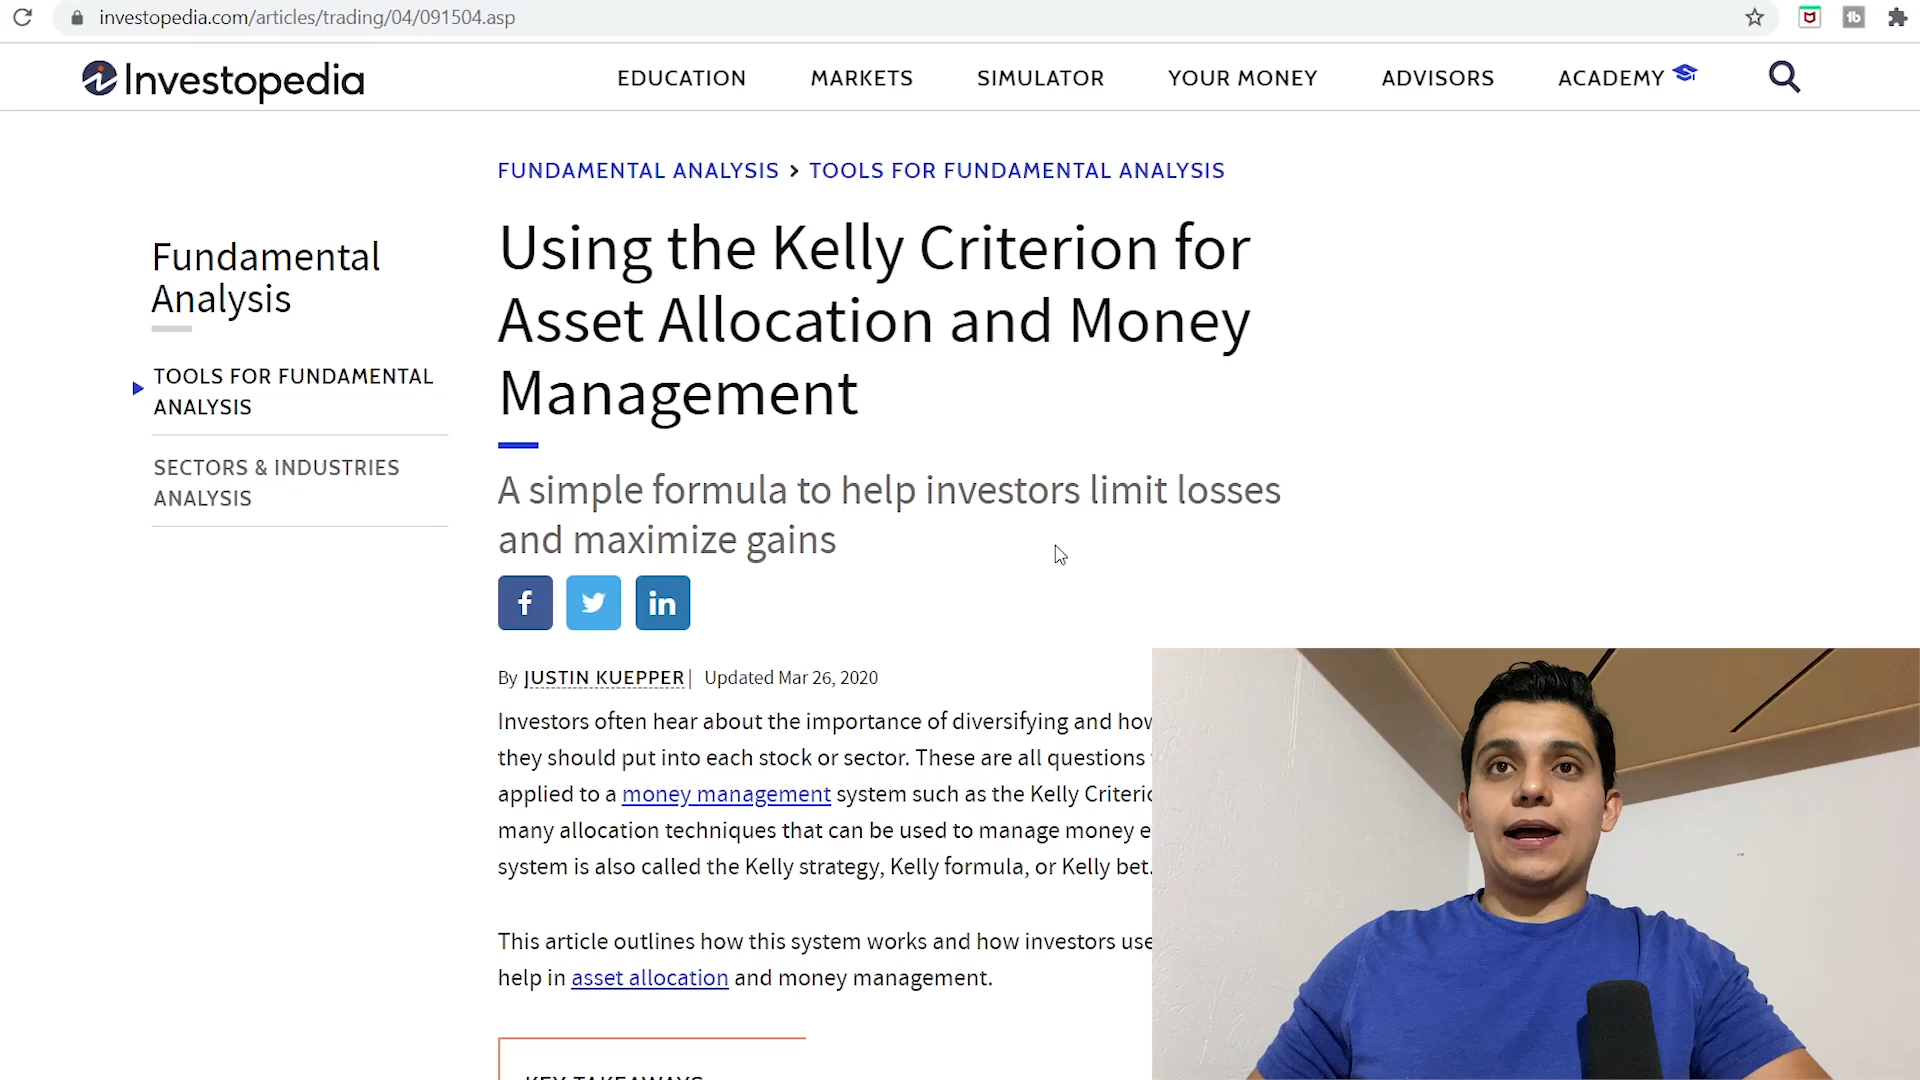 investopedia.com/articles/trading/04/091504.asp
Investopedia
EDUCATION MARKETS SIMULATOR YOUR MONEY ADVISORS ACADEMY
FUNDAMENTAL ANALYSIS > TOOLS FOR FUNDAMENTAL ANALYSIS
Fundamental
Analysis
TOOLS FOR FUNDAMENTAL
ANALYSIS
SECTORS & INDUSTRIES
ANALYSIS
Using the Kelly Criterion for
Asset Allocation and Money
Management
A simple formula to help investors limit losses
and maximize gains
f
in
By JUSTIN KUEPPER | Updated Mar 26, 2020
Investors often hear about the importance of diversifying and how
they should put into each stock or sector. These are all questions
applied to a money management system such as the Kelly
many allocation techniques that can be used to manage money
system is also called the Kelly strategy, Kelly formula, or Kelly bet.
This article outlines how this system works and how investors use
help in asset allocation and money management.
KEY TAKEAWAYS